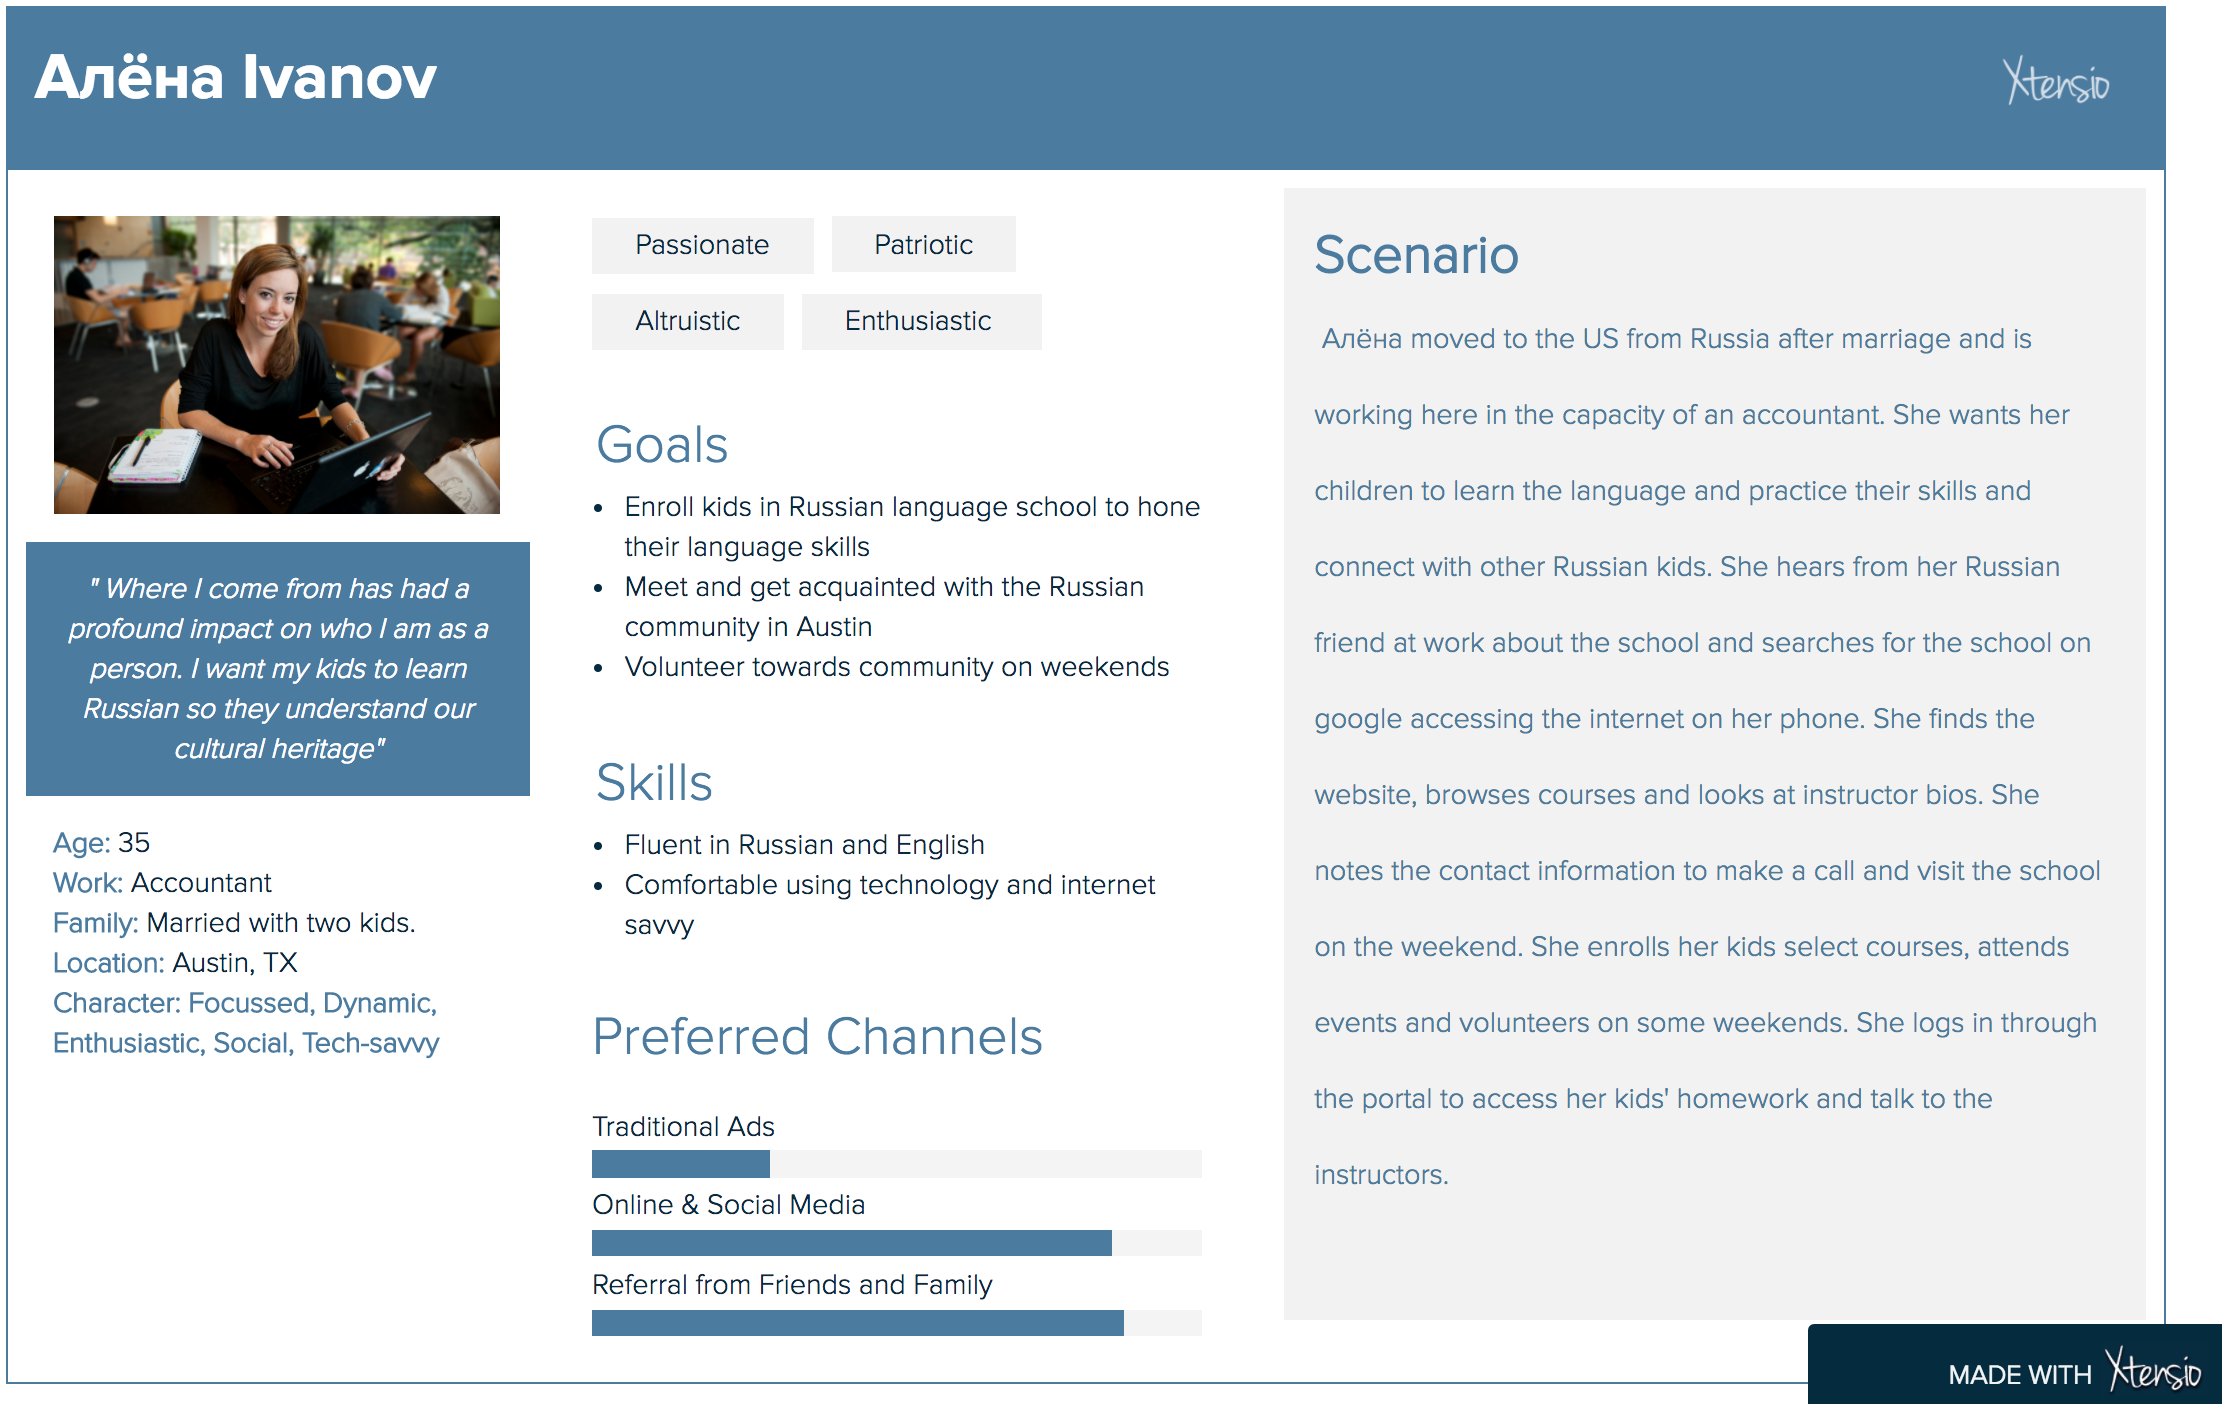 Алёна Ivanov
Xtensio
" Where I come from has had a
profound impact on who I am as a
person. I want my kids to learn
Russian so they understand our
cultural heritage"
Age: 35
Work: Accountant
Family: Married with two kids.
Location: Austin, TX
Character: Focussed, Dynamic,
Enthusiastic, Social, Tech-savvy
Passionate
Patriotic
Altruistic
Enthusiastic
Goals
• Enroll kids in Russian language school to hone
their language skills
• Meet and get acquainted with the Russian
community in Austin
• Volunteer towards community on weekends
Skills
• Fluent in Russian and English
• Comfortable using technology and internet
savvy
Preferred Channels
Traditional Ads
Online & Social Media
Referral from Friends and Family
Scenario
Алёна moved to the US from Russia after marriage and is
working here in the capacity of an accountant. She wants her
children to learn the language and practice their skills and
connect with other Russian kids. She hears from her Russian
friend at work about the school and searches for the school on
google accessing the internet on her phone. She finds the
website, browses courses and looks at instructor bios. She
notes the contact information to make a call and visit the school
on the weekend. She enrolls her kids select courses, attends
events and volunteers on some weekends. She logs in through
the portal to access her kids' homework and talk to the
instructors.
MADE WITH Xtensio